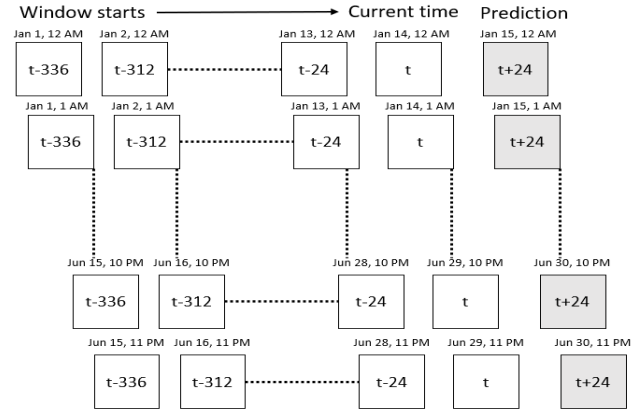 Window starts Current time Prediction
Jan 1, 12 AM Jan 2, 12 AM Jan 13, 12 AM Jan 14, 12 AM Jan 15, 12 AM
t-336 t-312 t-24 t t+24
Jan 1, 1 AM Jan 2, 1 AM Jan 13, 1 AM Jan 14, 1 AM Jan 15, 1 AM
t-336 t-312 t-24 t t+24
Jun 15, 10 PM Jun 16, 10 PM Jun 28, 10 PM Jun 29, 10 PM Jun 30, 10 PM
t-336 t-312 t-24 t t+24
Jun 15, 11 PM Jun 16, 11 PM Jun 28, 11 PM Jun 29, 11 PM Jun 30, 11 PM
t-336 t-312 t-24 t t+24